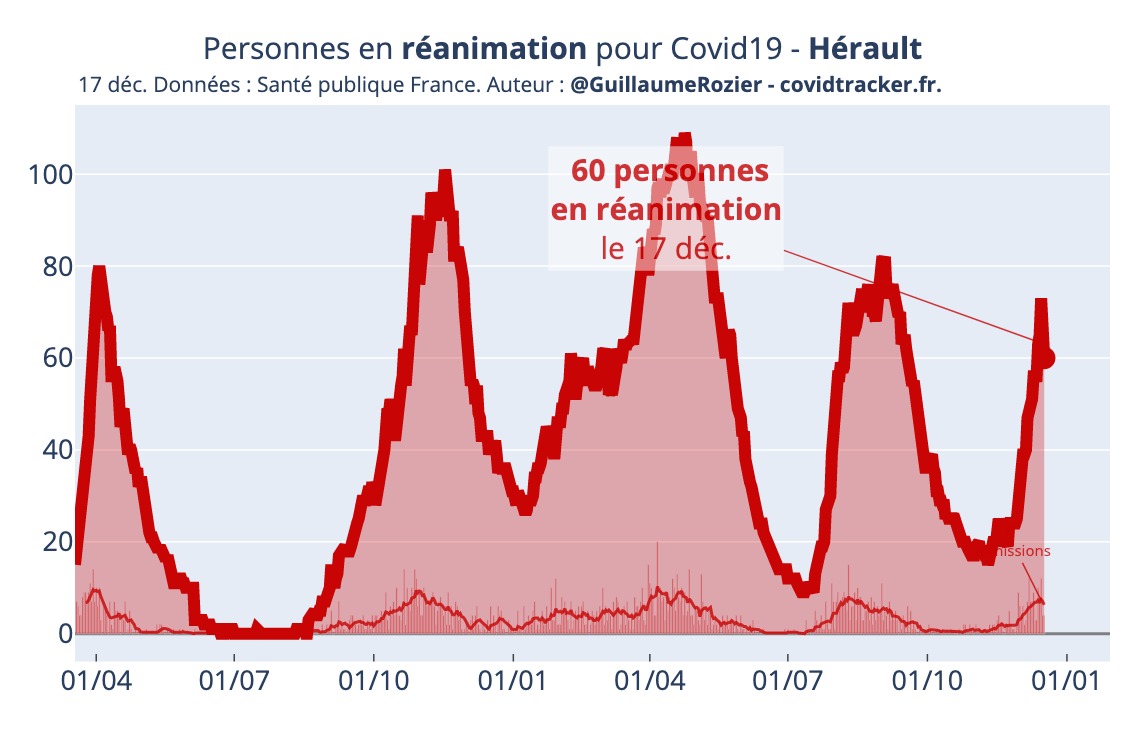 Personnes en réanimation pour Covid19 - Hérault
17 déc. Données : Santé publique France. Auteur : @GuillaumeRozier - covidtracker.fr.
60 personnes
en réanimation
le 17 déc.
100
80
60
40
20
0
01/04 01/07 01/10 01/01 01/04 01/07 01/10 01/01